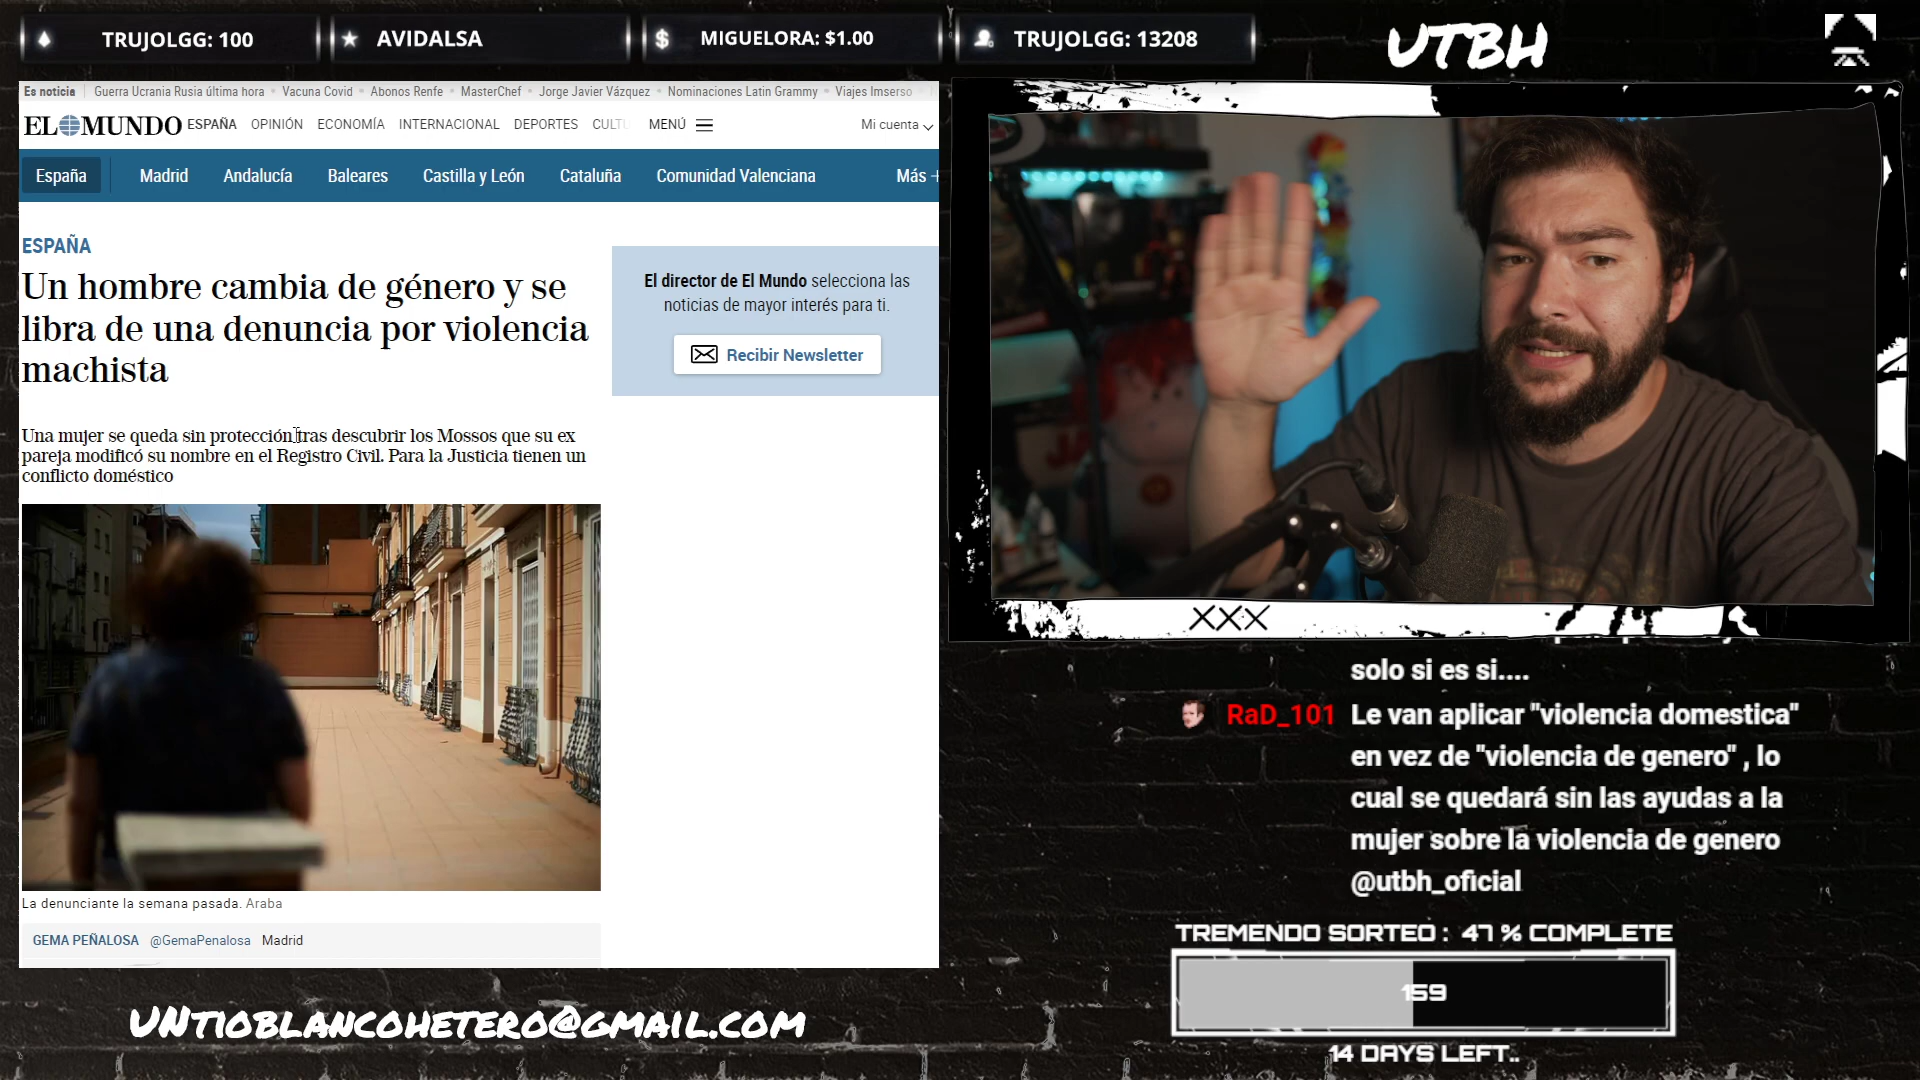 TRUJOLGG: 100
AVIDALSA
MIGUELORA: $1.00
TRUJOLGG: 13208
UTBH
Es noticia
Guerra Ucrania Rusia última hora
Vacuna Covid
Abonos Renfe
MasterChef
Jorge Javier Vázquez
Nominaciones Latin Grammy
Viajes Imserso
EL MUNDO
ESPAÑA
OPINIÓN
ECONOMÍA
INTERNACIONAL
DEPORTES
MENÚ
Mi cuenta
España
Madrid
Andalucía
Baleares
Castilla y León
Cataluña
Comunidad Valenciana
Más +
ESPAÑA
Un hombre cambia de género y se
libra de una denuncia por violencia
machista
Una mujer se queda sin protección tras descubrir los Mossos que su ex
pareja modificó su nombre en el Registro Civil. Para la Justicia tienen un
conflicto doméstico
El director de El Mundo selecciona las
noticias de mayor interés para ti.
Recibir Newsletter
La denunciante la semana pasada. Araba
GEMA PEÑALOSA @GemaPenalosa Madrid
UNtioblancohetero@gmail.com
XXX
solo si es si....
RaD_101 Le van aplicar "violencia domestica"
en vez de "violencia de genero" , lo
cual se quedará sin las ayudas a la
mujer sobre la violencia de genero
@utbh_oficial
TREMENDO SORTEO : 47 % COMPLETE
159
14 DAYS LEFT..